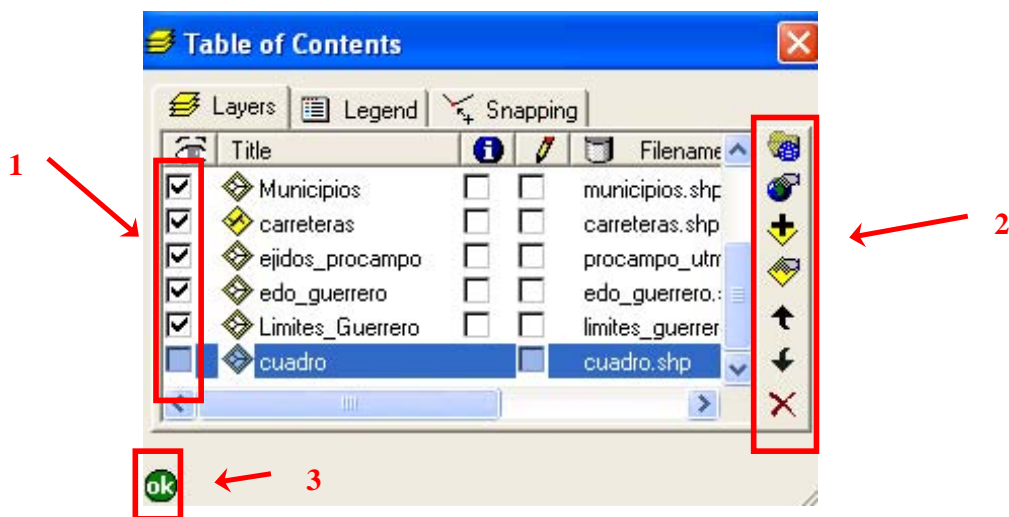 Table of Contents
Layers Legend Snapping
Title Filename
1
Municipios municipios.shp
carreteras carreteras.shp
2
ejidos_procampo procampo_utm
edo_guerrero edo_guerrero.
Limites_Guerrero limites_guerrer
cuadro cuadro.shp
ok
3